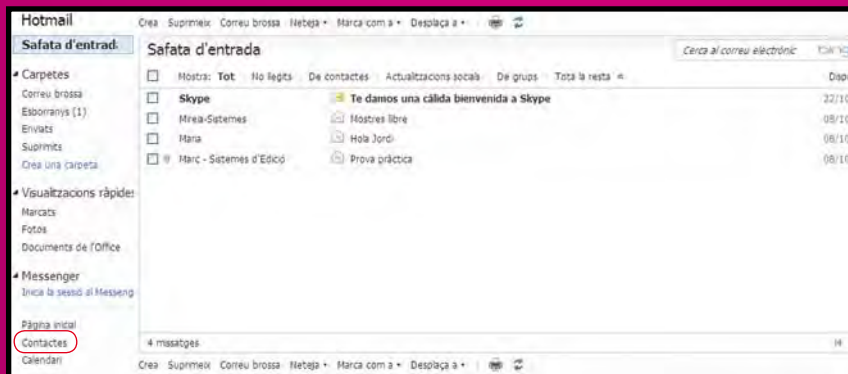 Hotmail
Crea Suprimeix Correu brossa Neteja Marca com a Desplaça a
Safata d'entrad
Safata d'entrada
Cerca al correu electrònic
Carpetes
Mostra: Tot No llegits De contactes Actualitzacions socials De grups Tota la resta
Correu brossa
Skype Te damos una cálida bienvenida a Skype 22/10
Esborranys (1)
Mirea-Sistemes Mostres llibre 08/10
Enviats
Maria Hola Jordi 08/10
Suprimits
Marc - Sistemes d'Edició Prova pràctica 08/10
Crea una carpeta
Visualitzacions ràpides
Marcats
Fotos
Documents de l'Office
Messenger
Inicia la sessió al Messeng
Pàgina inicial
Contactes
4 missatges
Calendari
Crea Suprimeix Correu brossa Neteja Marca com a Desplaça a